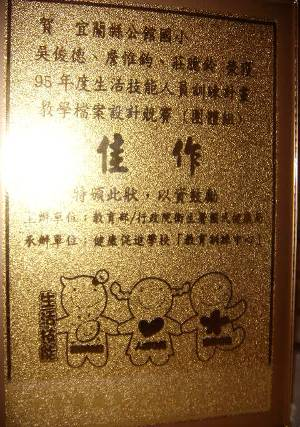 賀 宜蘭縣公館國小
吳俊德、詹惟鈞、莊 榮獲
95年度生活技能人員訓練計畫
教學檔案設計競賽〔團體組〕
佳作
特頒此狀，以資鼓勵
主辦單位：教育部/行政院衛生署國民健康局
承辦單位：健康促進學校「教育訓練中心」
生活技能